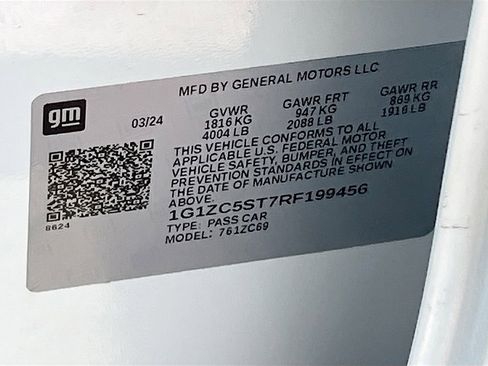 MFD BY GENERAL MOTORS LLC
gm
03/24
GVWR GAWR FRT GAWR RR
1816 KG 947 KG 869 KG
4004 LB 2088 LB 1916 LB
THIS VEHICLE CONFORMS TO ALL
APPLICABLE U.S. FEDERAL MOTOR
VEHICLE SAFETY, BUMPER, AND THEFT
PREVENTION STANDARDS IN EFFECT ON
THE DATE OF MANUFACTURE SHOWN
ABOVE.
1G1ZC5ST7RF199456
TYPE: PASS CAR
MODEL: 761ZC69
8624